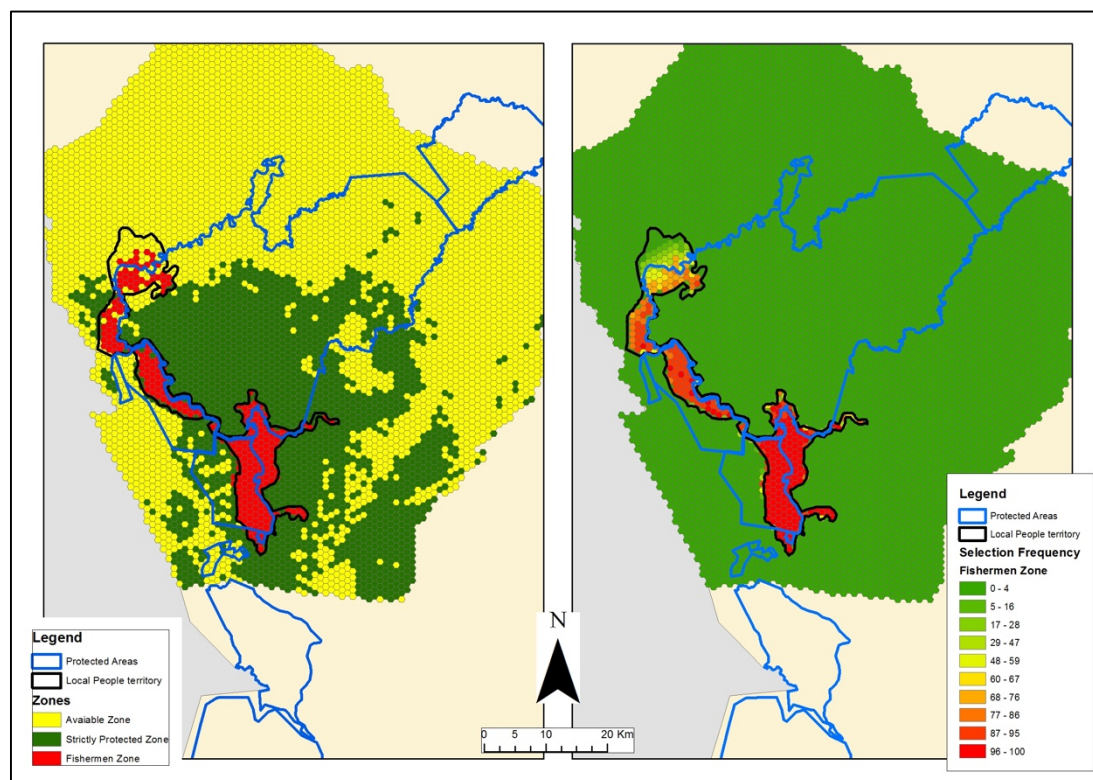 Legend
Protected Areas
Local People territory
Zones
Avaiable Zone
Strictly Protected Zone
Fishermen Zone
N
0 5 10 20 Km
Legend
Protected Areas
Local People territory
Selection Frequency
Fishermen Zone
0 - 4
5 - 16
17 - 28
29 - 47
48 - 59
60 - 67
68 - 76
77 - 86
87 - 95
96 - 100